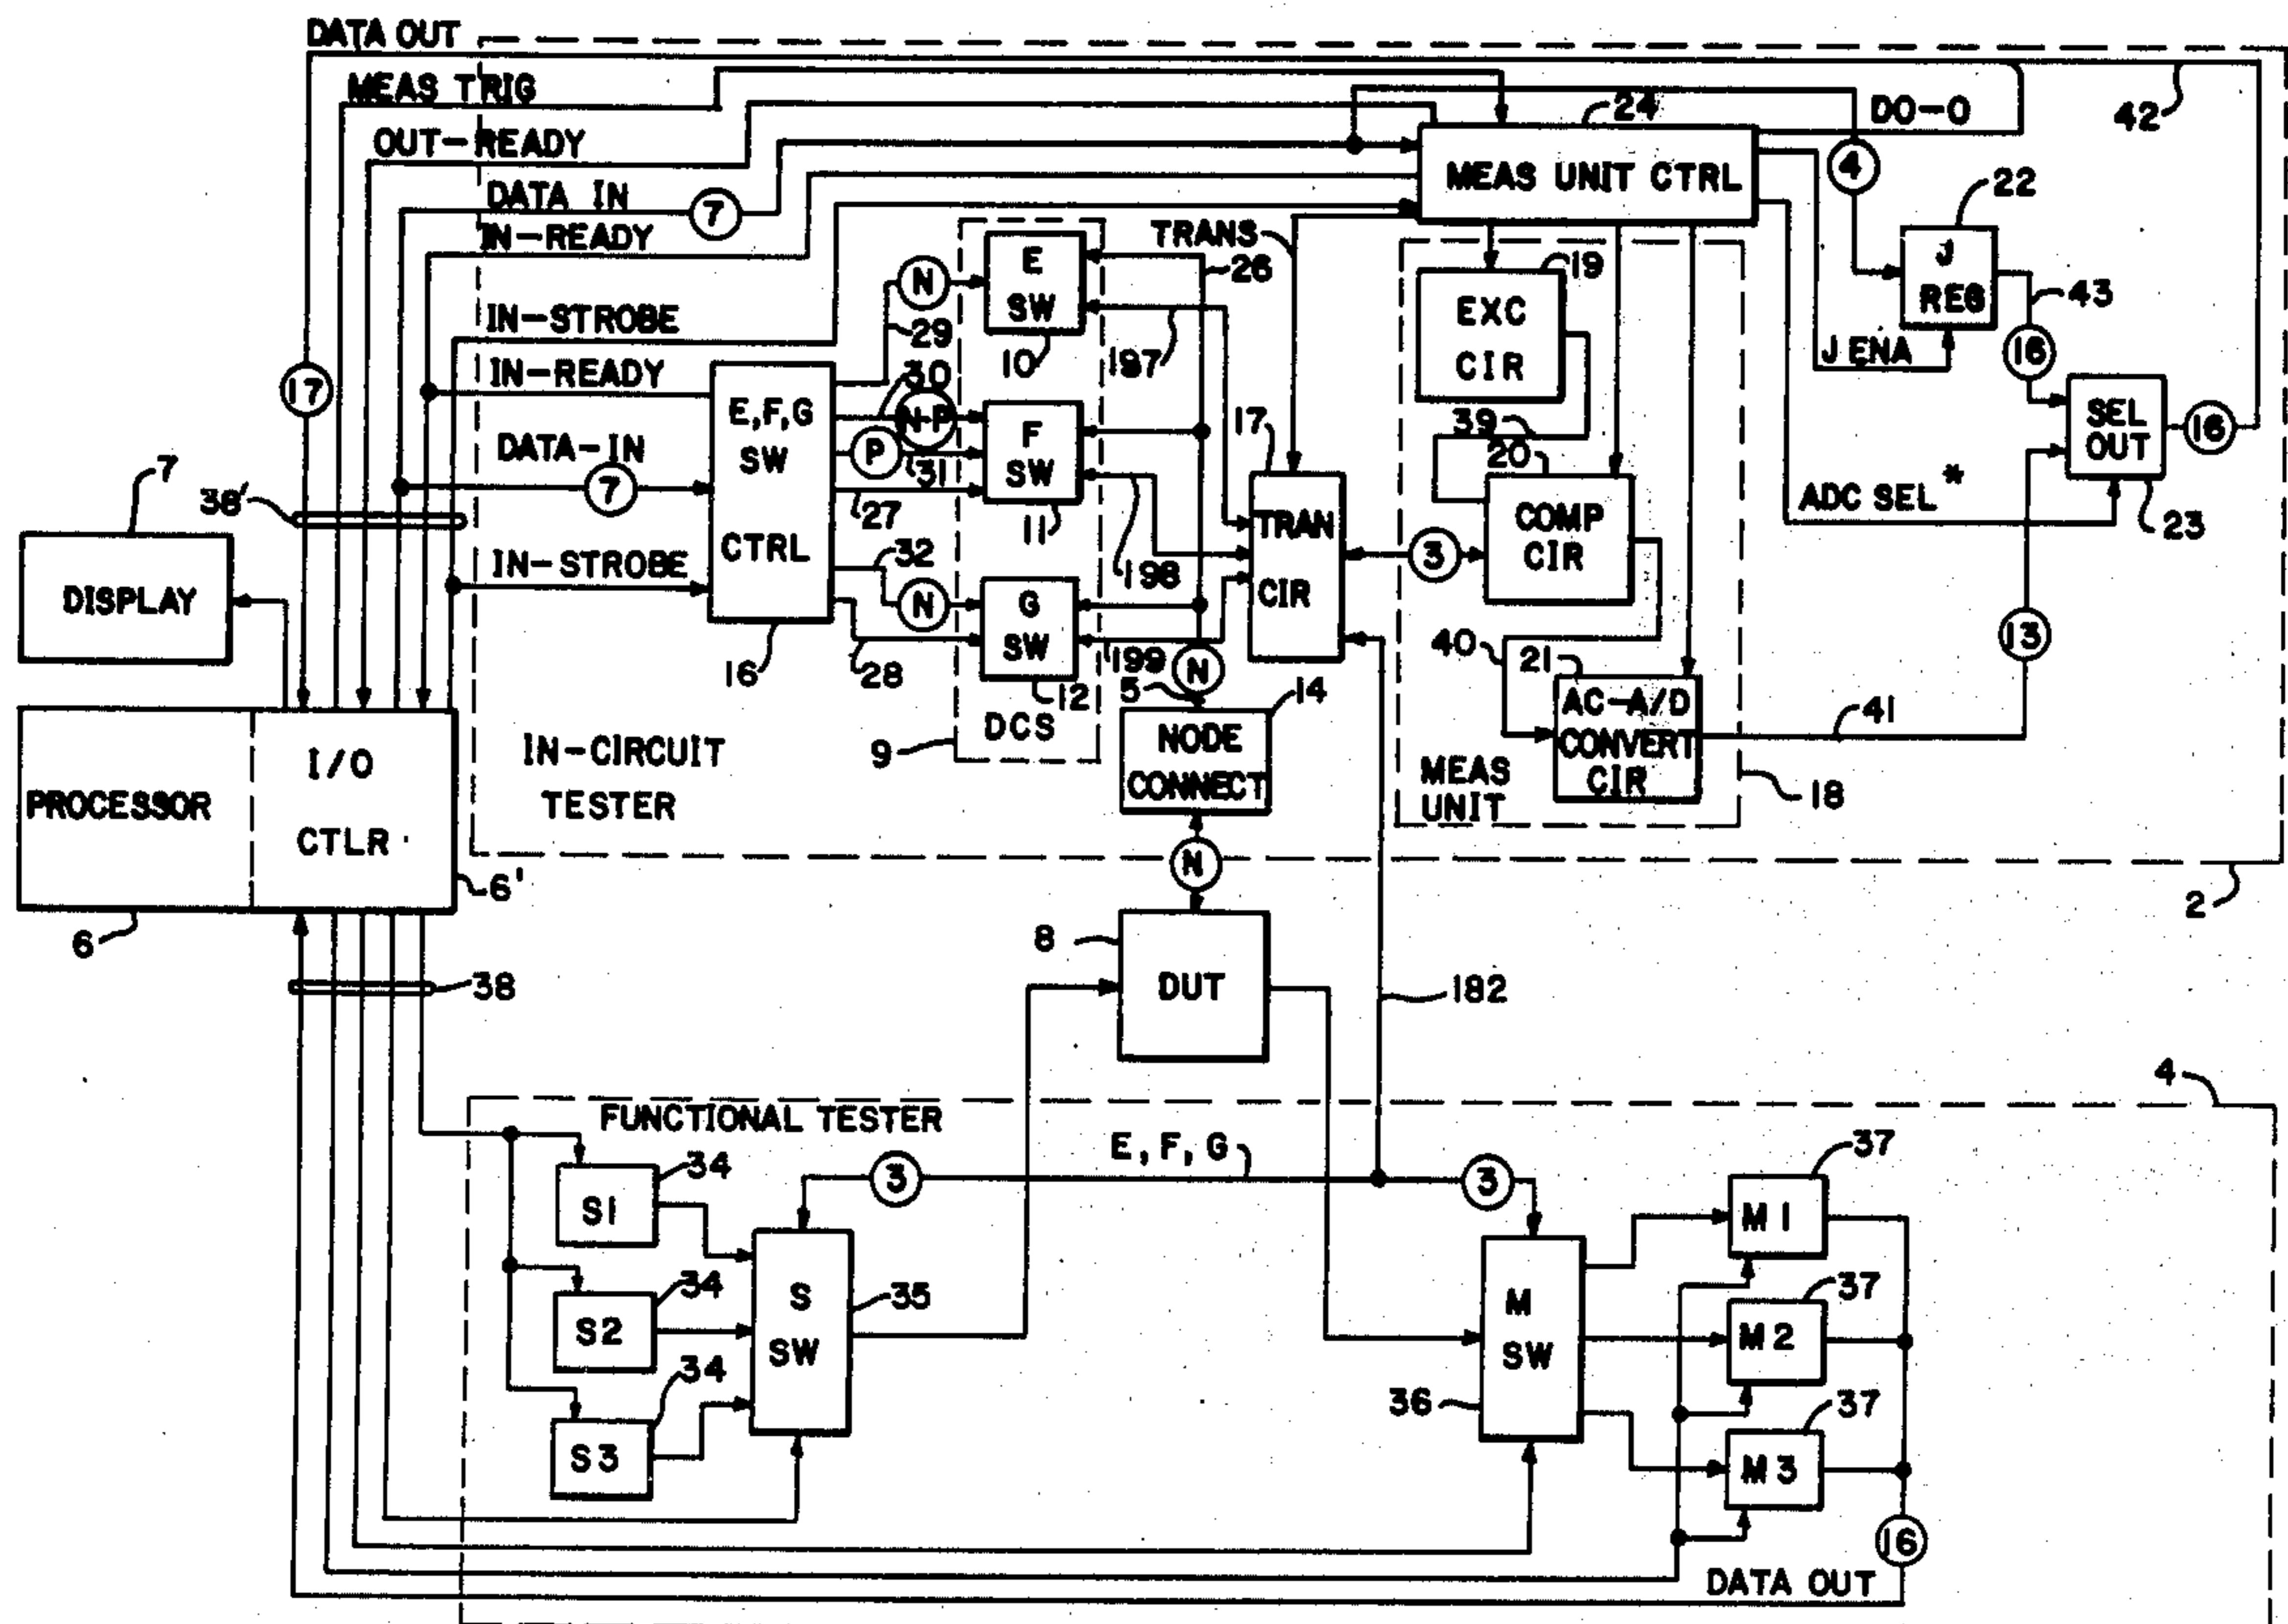 DATA OUT
MEAS TRIG
OUT-READY
DATA IN
7
IN-READY
IN-STROBE
17
IN-READY
DATA-IN
7
IN-STROBE
38'
7
DISPLAY
PROCESSOR
I/O
CTLR
6'
6
38
IN-CIRCUIT
TESTER
E,F,G
SW
CTRL
16
N
29
30
N-P
P
31
27
32
N
28
E
SW
10
F
SW
11
G
SW
12
DCS
9
TRANS
26
197
198
199
17
TRAN
CIR
N
5
14
NODE
CONNECT
N
24
MEAS UNIT CTRL
DO-O
42
4
22
J
REG
43
16
J ENA
SEL
OUT
16
23
ADC SEL *
13
19
EXC
CIR
39
20
COMP
CIR
3
40
21
AC-A/D
CONVERT
CIR
41
MEAS
UNIT
18
2
8
DUT
182
4
FUNCTIONAL TESTER
E, F, G
3
3
34
S1
34
S2
34
S3
S
SW
35
M
SW
36
37
M1
37
M2
37
M3
16
DATA OUT